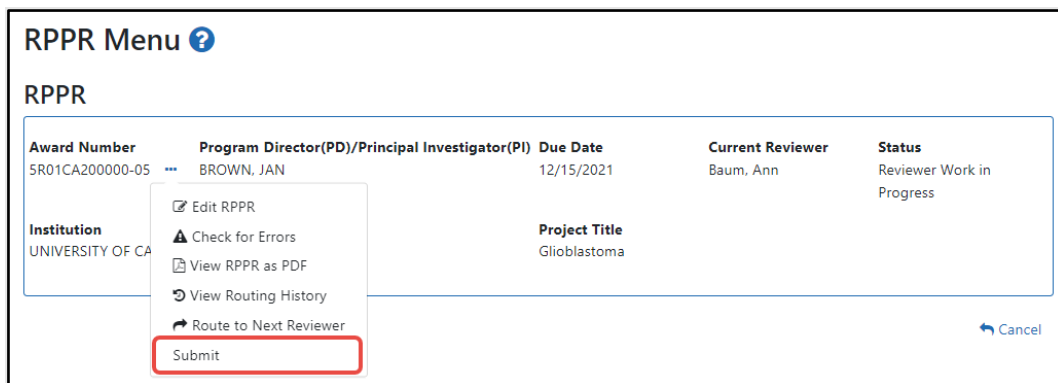 RPPR Menu ?
RPPR
Award Number Program Director(PD)/Principal Investigator(PI) Due Date Current Reviewer Status
5R01CA200000-05 ••• BROWN, JAN 12/15/2021 Baum, Ann Reviewer Work in
Progress
Edit RPPR
Institution Project Title
Check for Errors
UNIVERSITY OF CA Glioblastoma
View RPPR as PDF
View Routing History
Route to Next Reviewer
Cancel
Submit